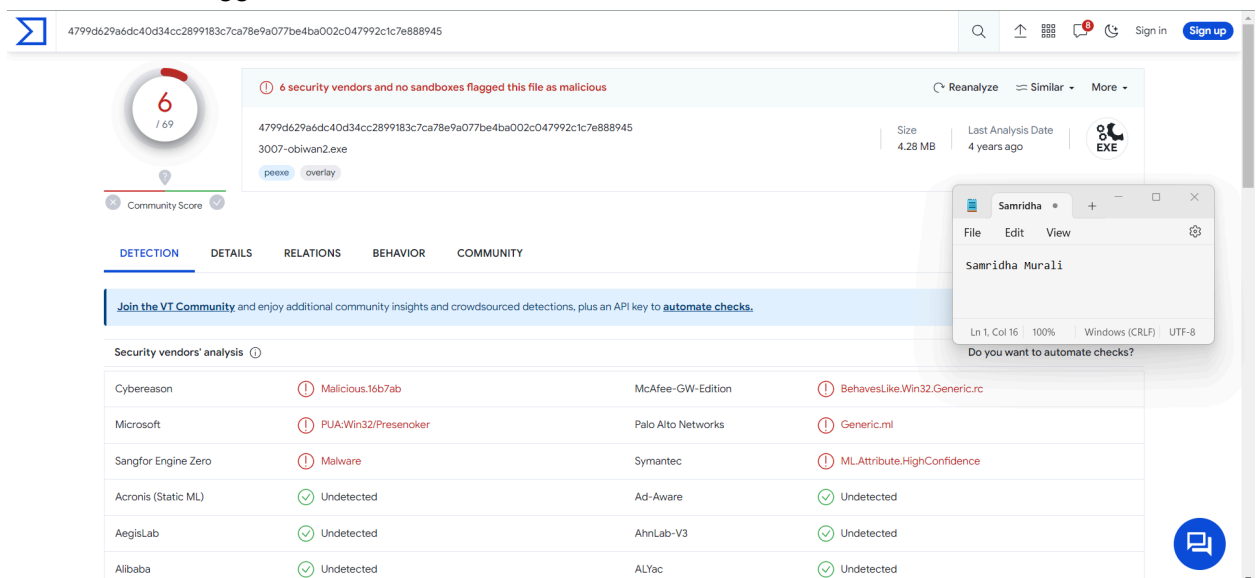 4799d629a6dc40d34cc2899183c7ca78e9a077be4ba002c047992c1c7e888945
8
Sign in
Sign up
6
/ 69
6 security vendors and no sandboxes flagged this file as malicious
Reanalyze
Similar
More
4799d629a6dc40d34cc2899183c7ca78e9a077be4ba002c047992c1c7e888945
3007-obiwan2.exe
peexe
overlay
Size
4.28 MB
Last Analysis Date
4 years ago
EXE
?
Community Score
Samridha
File Edit View
Samridha Murali
Ln 1, Col 16 100% Windows (CRLF) UTF-8
DETECTION DETAILS RELATIONS BEHAVIOR COMMUNITY
Join the VT Community and enjoy additional community insights and crowdsourced detections, plus an API key to automate checks.
Security vendors' analysis
Do you want to automate checks?
Cybereason Malicious.16b7ab McAfee-GW-Edition BehavesLike.Win32.Generic.rc
Microsoft PUA:Win32/Presenoker Palo Alto Networks Generic.ml
Sangfor Engine Zero Malware Symantec ML.Attribute.HighConfidence
Acronis (Static ML) Undetected Ad-Aware Undetected
AegisLab Undetected AhnLab-V3 Undetected
Alibaba Undetected ALYac Undetected